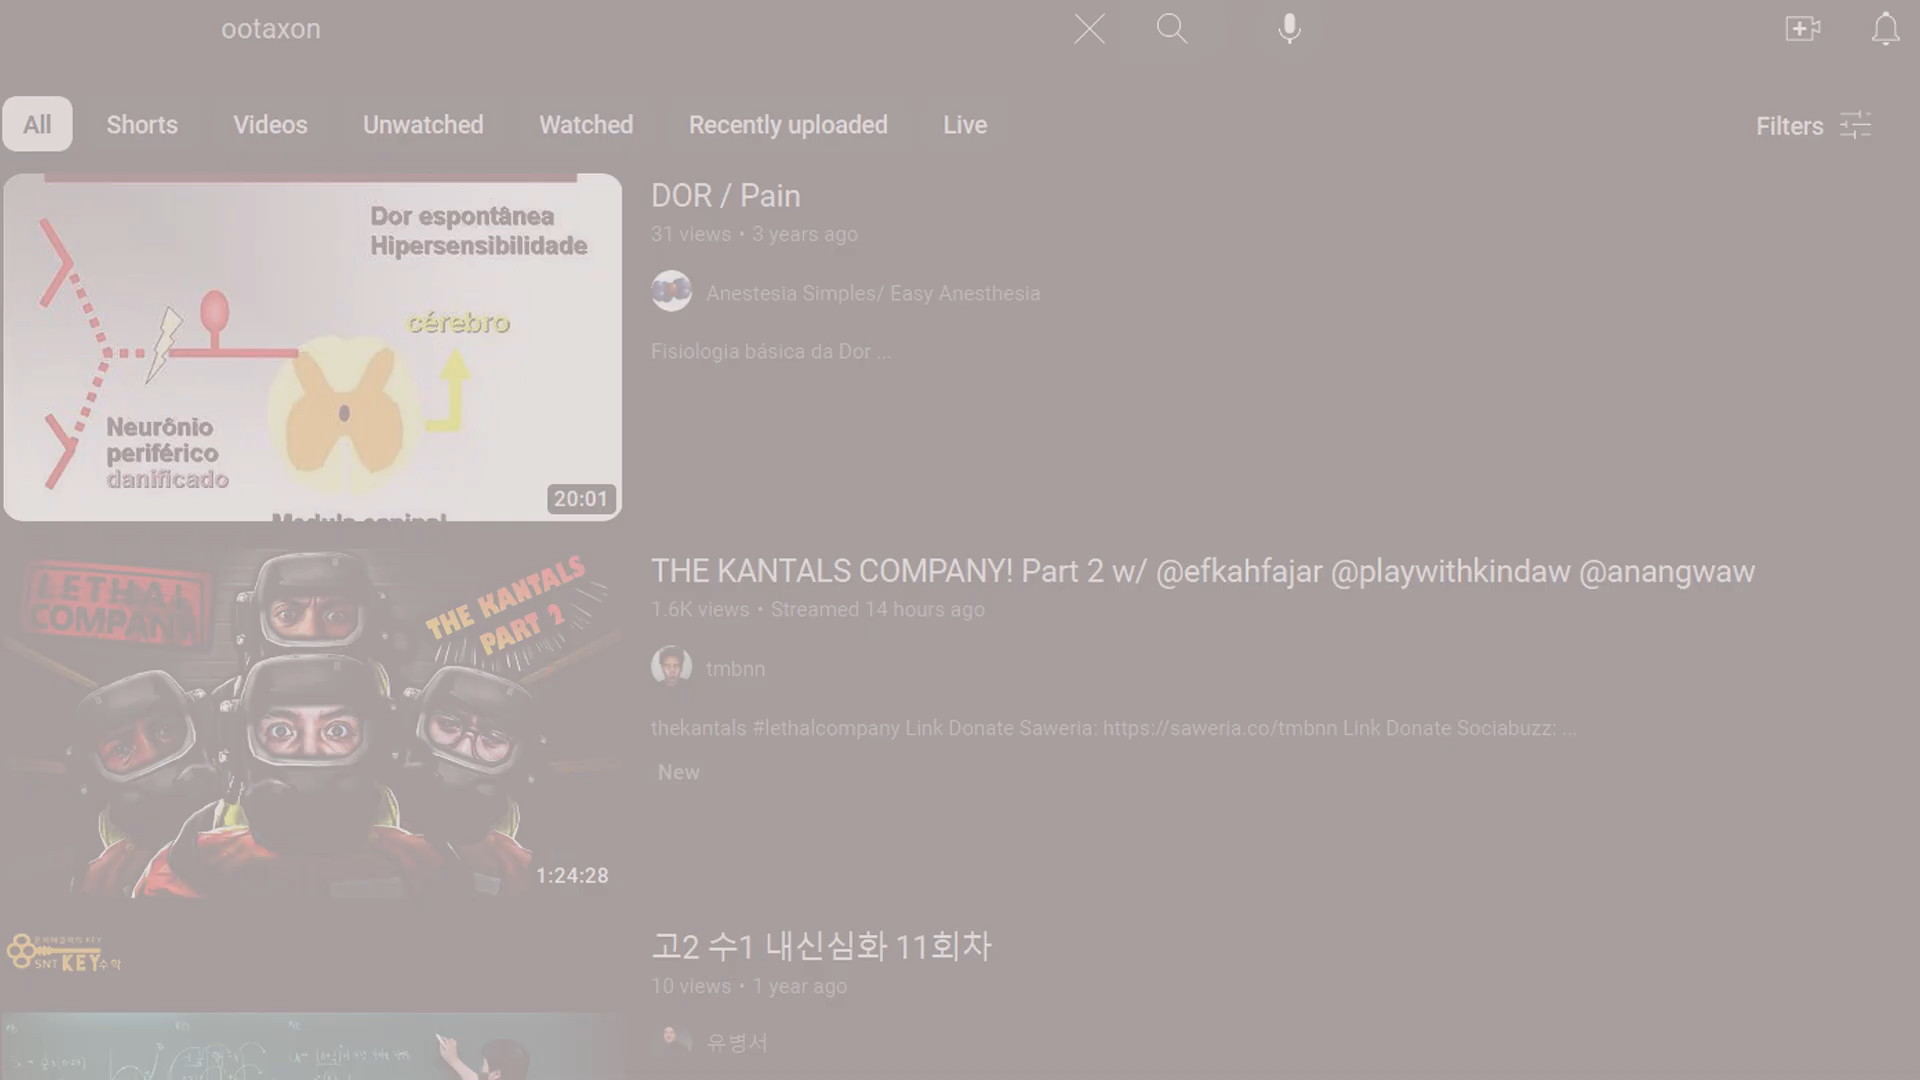 ootaxon
All Shorts Videos Unwatched Watched Recently uploaded Live Filters
Dor espontânea
Hipersensibilidade
cérebro
Neurônio
periférico
danificado
20:01
DOR / Pain
31 views • 3 years ago
Anestesia Simples/ Easy Anesthesia
Fisiologia básica da Dor ...
LETHAL
COMPANY
THE KANTALS
PART 2
1:24:28
THE KANTALS COMPANY! Part 2 w/ @efkahfajar @playwithkindaw @anangwaw
1.6K views • Streamed 14 hours ago
tmbnn
thekantals #lethalcompany Link Donate Saweria: https://saweria.co/tmbnn Link Donate Sociabuzz: ...
New
SNT KEY수학
고2 수1 내신심화 11회차
10 views • 1 year ago
유병서